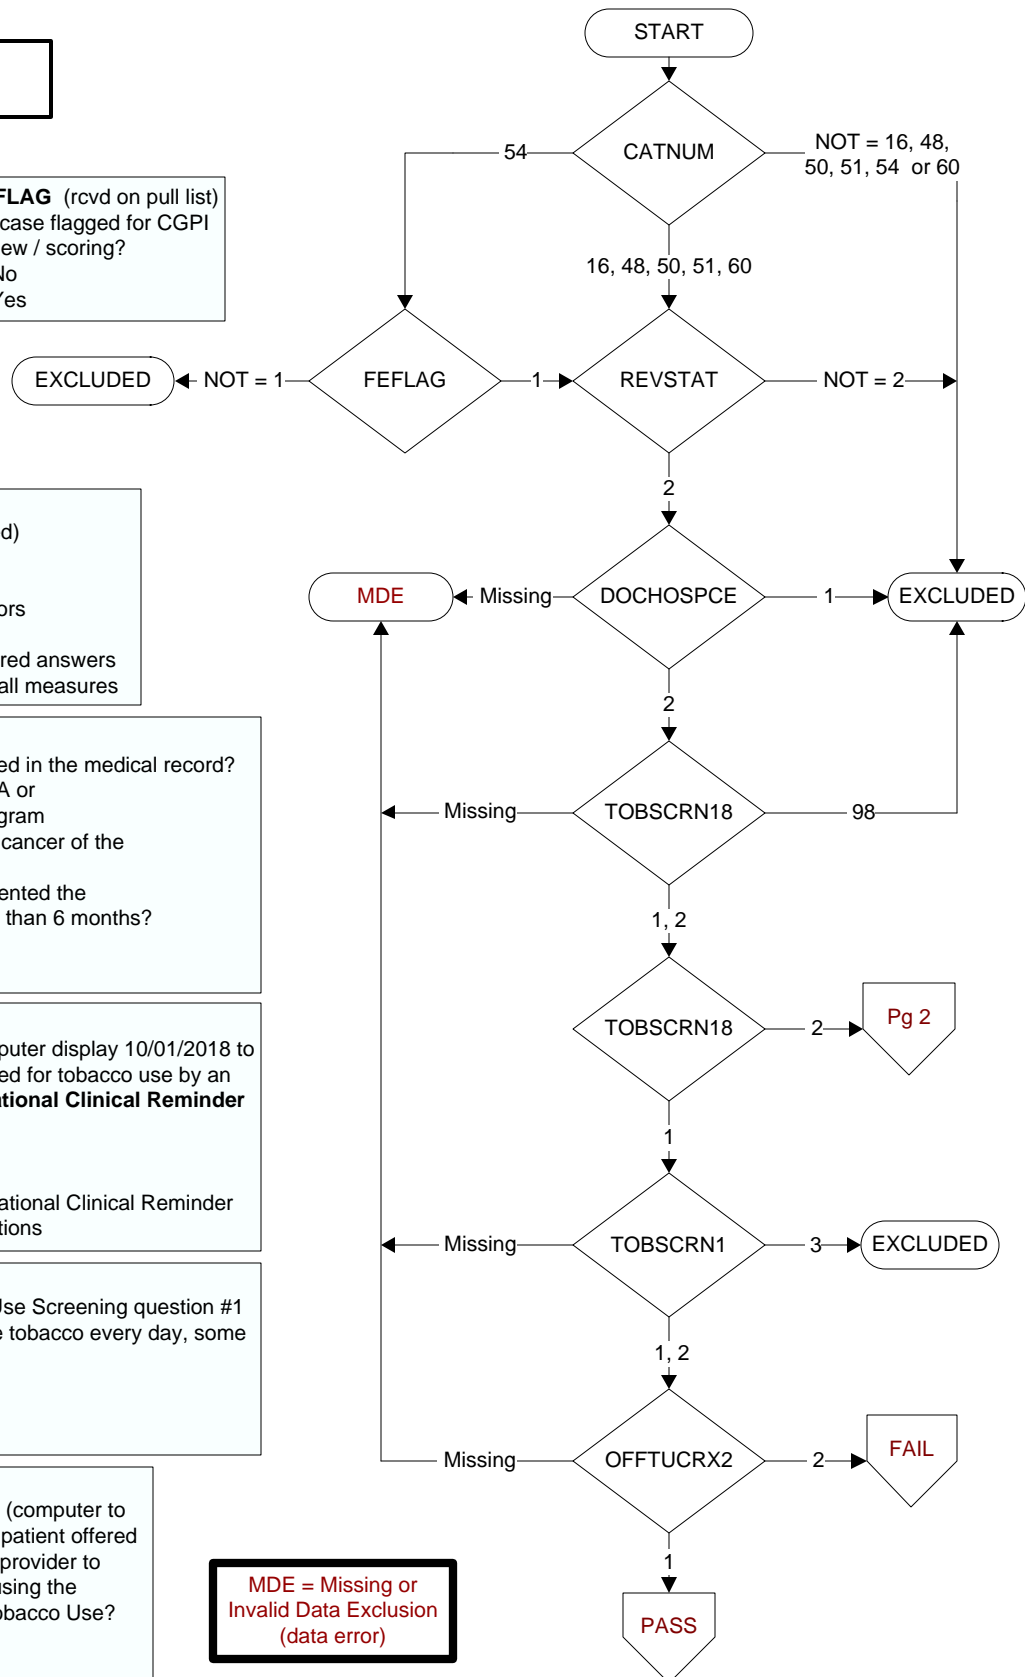 START
CATNUM
54
NOT = 16, 48,
50, 51, 54  or 60
16, 48, 50, 51, 60
FLAG  (rcvd on pull list)
case flagged for CGPI
ew / scoring?
No
Yes
EXCLUDED
NOT = 1
FEFLAG
1
REVSTAT
NOT = 2
2
ed)
ors
red answers
all measures
MDE
Missing
DOCHOSPCE
1
EXCLUDED
2
ed in the medical record?
A or
gram
cancer of the
ented the
than 6 months?
Missing
TOBSCRN18
98
1, 2
TOBSCRN18
2
Pg 2
1
puter display 10/01/2018 to
ed for tobacco use by an
ational Clinical Reminder
ational Clinical Reminder
tions
Missing
TOBSCRN1
3
EXCLUDED
1, 2
Use Screening question #1
e tobacco every day, some
Missing
OFFTUCRX2
2
FAIL
1
PASS
(computer to
patient offered
provider to
using the
obacco Use?
MDE = Missing or
Invalid Data Exclusion
(data error)